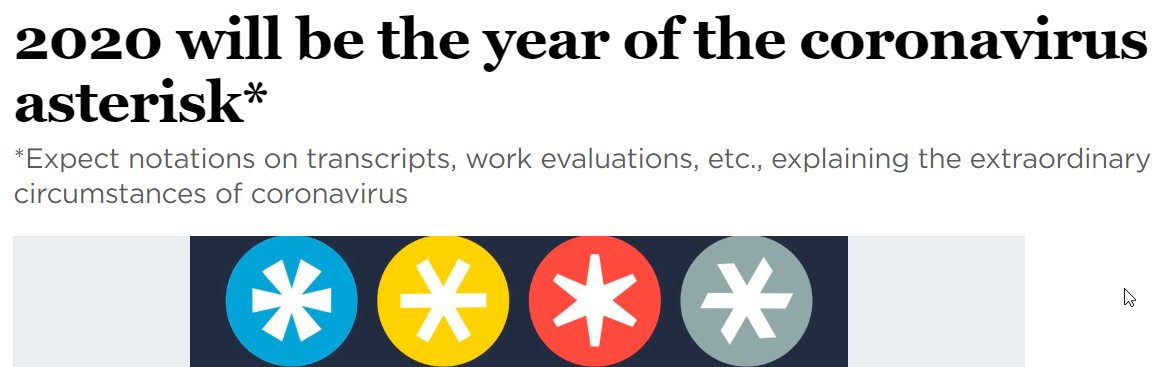 2020 will be the year of the coronavirus
asterisk*
*Expect notations on transcripts, work evaluations, etc., explaining the extraordinary
circumstances of coronavirus